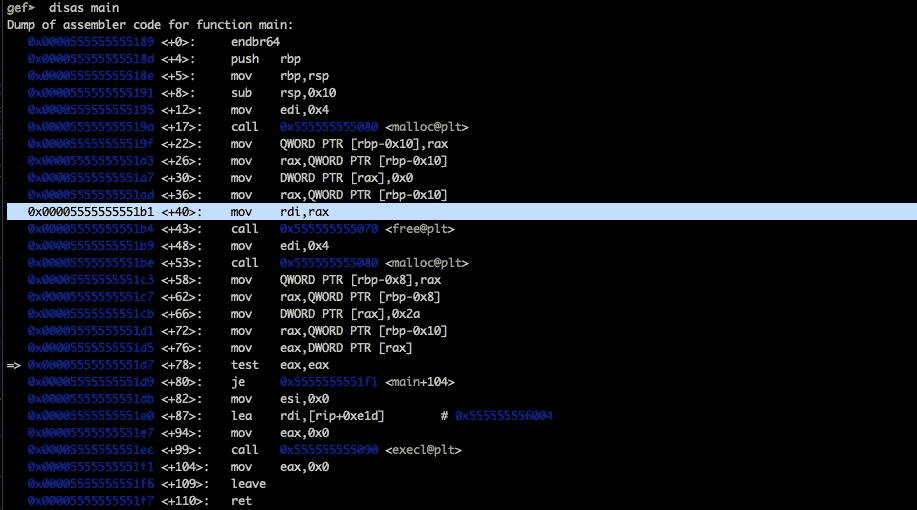 gef> disas main
Dump of assembler code for function main:
0x0000555555555189 <+0>: endbr64
0x000055555555518d <+4>: push rbp
0x000055555555518e <+5>: mov rbp,rsp
0x0000555555555191 <+8>: sub rsp,0x10
0x0000555555555195 <+12>: mov edi,0x4
0x000055555555519a <+17>: call 0x555555555080 <malloc@plt>
0x000055555555519f <+22>: mov QWORD PTR [rbp-0x10],rax
0x00005555555551a3 <+26>: mov rax,QWORD PTR [rbp-0x10]
0x00005555555551a7 <+30>: mov DWORD PTR [rax],0x0
0x00005555555551ad <+36>: mov rax,QWORD PTR [rbp-0x10]
0x00005555555551b1 <+40>: mov rdi,rax
0x00005555555551b4 <+43>: call 0x555555555070 <free@plt>
0x00005555555551b9 <+48>: mov edi,0x4
0x00005555555551be <+53>: call 0x555555555080 <malloc@plt>
0x00005555555551c3 <+58>: mov QWORD PTR [rbp-0x8],rax
0x00005555555551c7 <+62>: mov rax,QWORD PTR [rbp-0x8]
0x00005555555551cb <+66>: mov DWORD PTR [rax],0x2a
0x00005555555551d1 <+72>: mov rax,QWORD PTR [rbp-0x10]
0x00005555555551d5 <+76>: mov eax,DWORD PTR [rax]
=> 0x00005555555551d7 <+78>: test eax,eax
0x00005555555551d9 <+80>: je 0x5555555551f1 <main+104>
0x00005555555551db <+82>: mov esi,0x0
0x00005555555551e0 <+87>: lea rdi,[rip+0xe1d] # 0x555555556004
0x00005555555551e7 <+94>: mov eax,0x0
0x00005555555551ec <+99>: call 0x555555555090 <execl@plt>
0x00005555555551f1 <+104>: mov eax,0x0
0x00005555555551f6 <+109>: leave
0x00005555555551f7 <+110>: ret